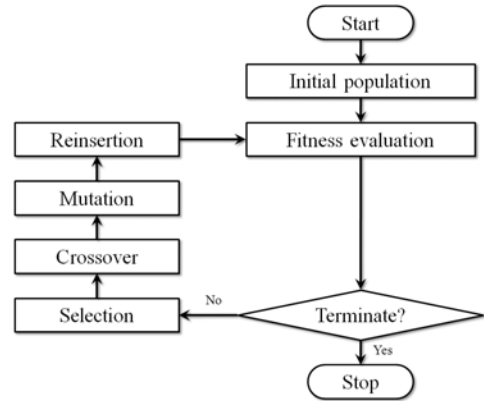 Start
Initial population
Reinsertion
Fitness evaluation
Mutation
Crossover
Selection
No
Terminate?
Yes
Stop